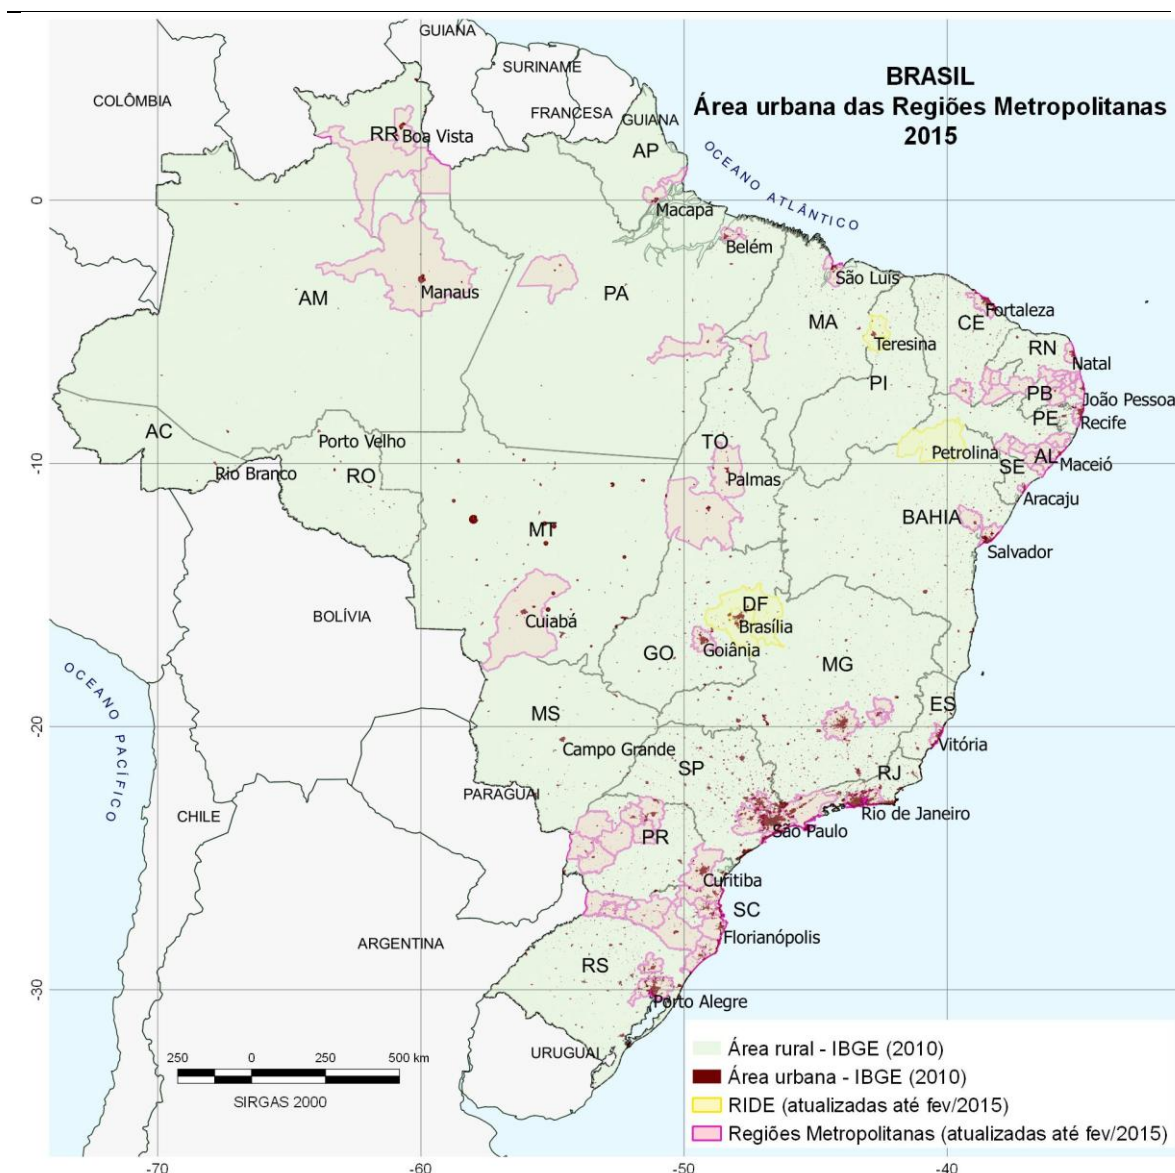 BRASIL
Área urbana das Regiões Metropolitanas
2015
GUIANA
SURINAME
COLÔMBIA
FRANCESA
GUIANA
RR
Boa Vista
AP
OCEANO ATLÂNTICO
0
Macapá
Belém
São Luís
AM
Manaus
PA
MA
Teresina
CE
Fortaleza
RN
Natal
PI
PB
João Pessoa
PE
Recife
AC
Porto Velho
TO
Petrolina
AL
Maceió
-10
Rio Branco
RO
Palmas
SE
Aracaju
MT
BAHIA
Salvador
BOLÍVIA
Cuiabá
DF
Brasília
Goiânia
GO
MG
OCEANO PACÍFICO
MS
ES
-20
Campo Grande
Vitória
SP
RJ
PARAGUAI
CHILE
Rio de Janeiro
São Paulo
PR
Curitiba
SC
ARGENTINA
Florianópolis
RS
-30
Porto Alegre
URUGUAI
250 0 250 500 km
SIRGAS 2000
Área rural - IBGE (2010)
Área urbana - IBGE (2010)
RIDE (atualizadas até fev/2015)
Regiões Metropolitanas (atualizadas até fev/2015)
-70 -60 -50 -40